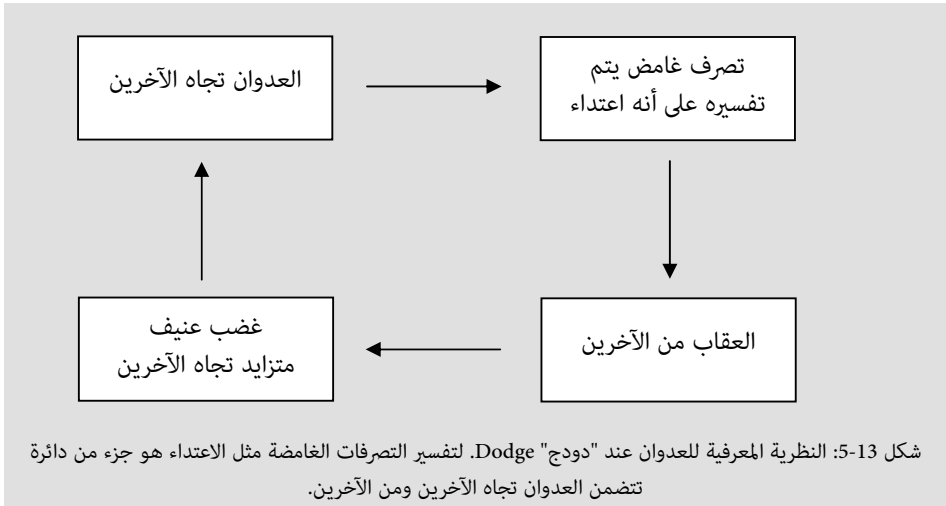 العدوان تجاه الآخرين
تصرف غامض يتم
تفسيره على أنه اعتداء
غضب عنيف
متزايد تجاه الآخرين
العقاب من الآخرين
شكل 13-5: النظرية المعرفية للعدوان عند "دودج" Dodge. لتفسير التصرفات الغامضة مثل الاعتداء هو جزء من دائرة
تتضمن العدوان تجاه الآخرين ومن الآخرين.